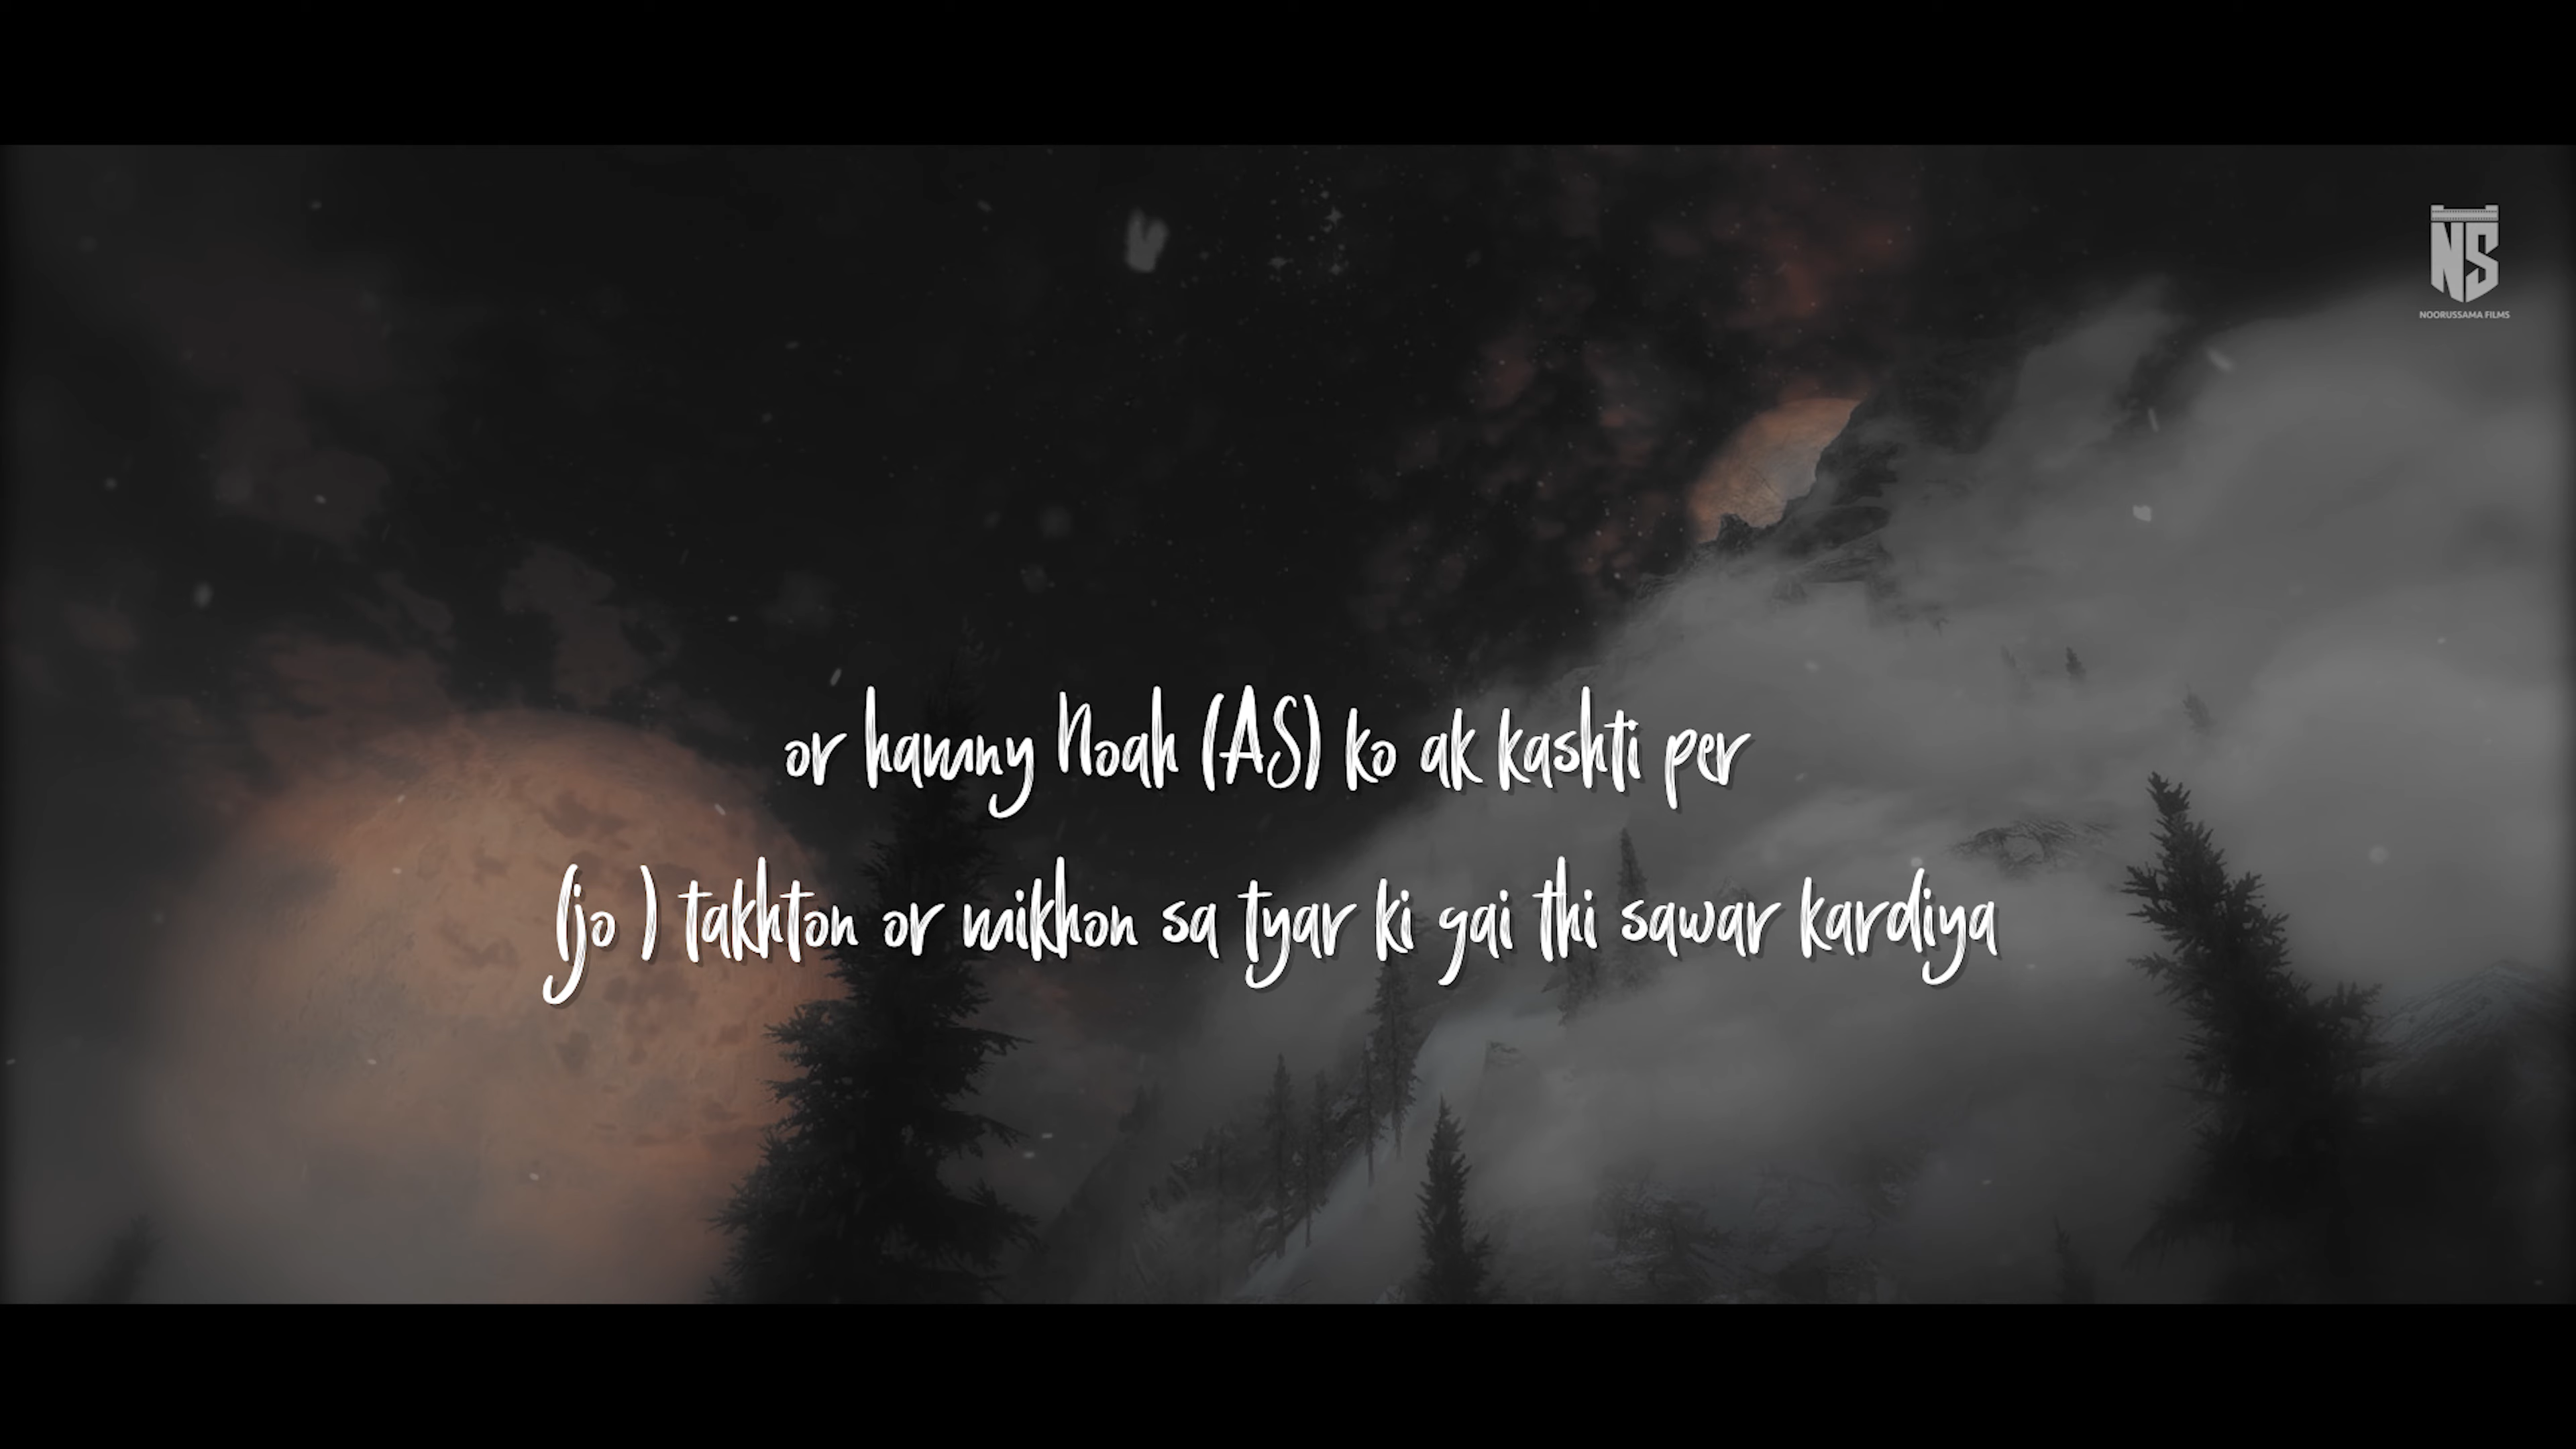 NS
NOORUSSAMA FILMS
or hamny Noah (AS) ko ak kashti per
(jo ) takhton or mikhon sa tyar ki gai thi sawar kardiya